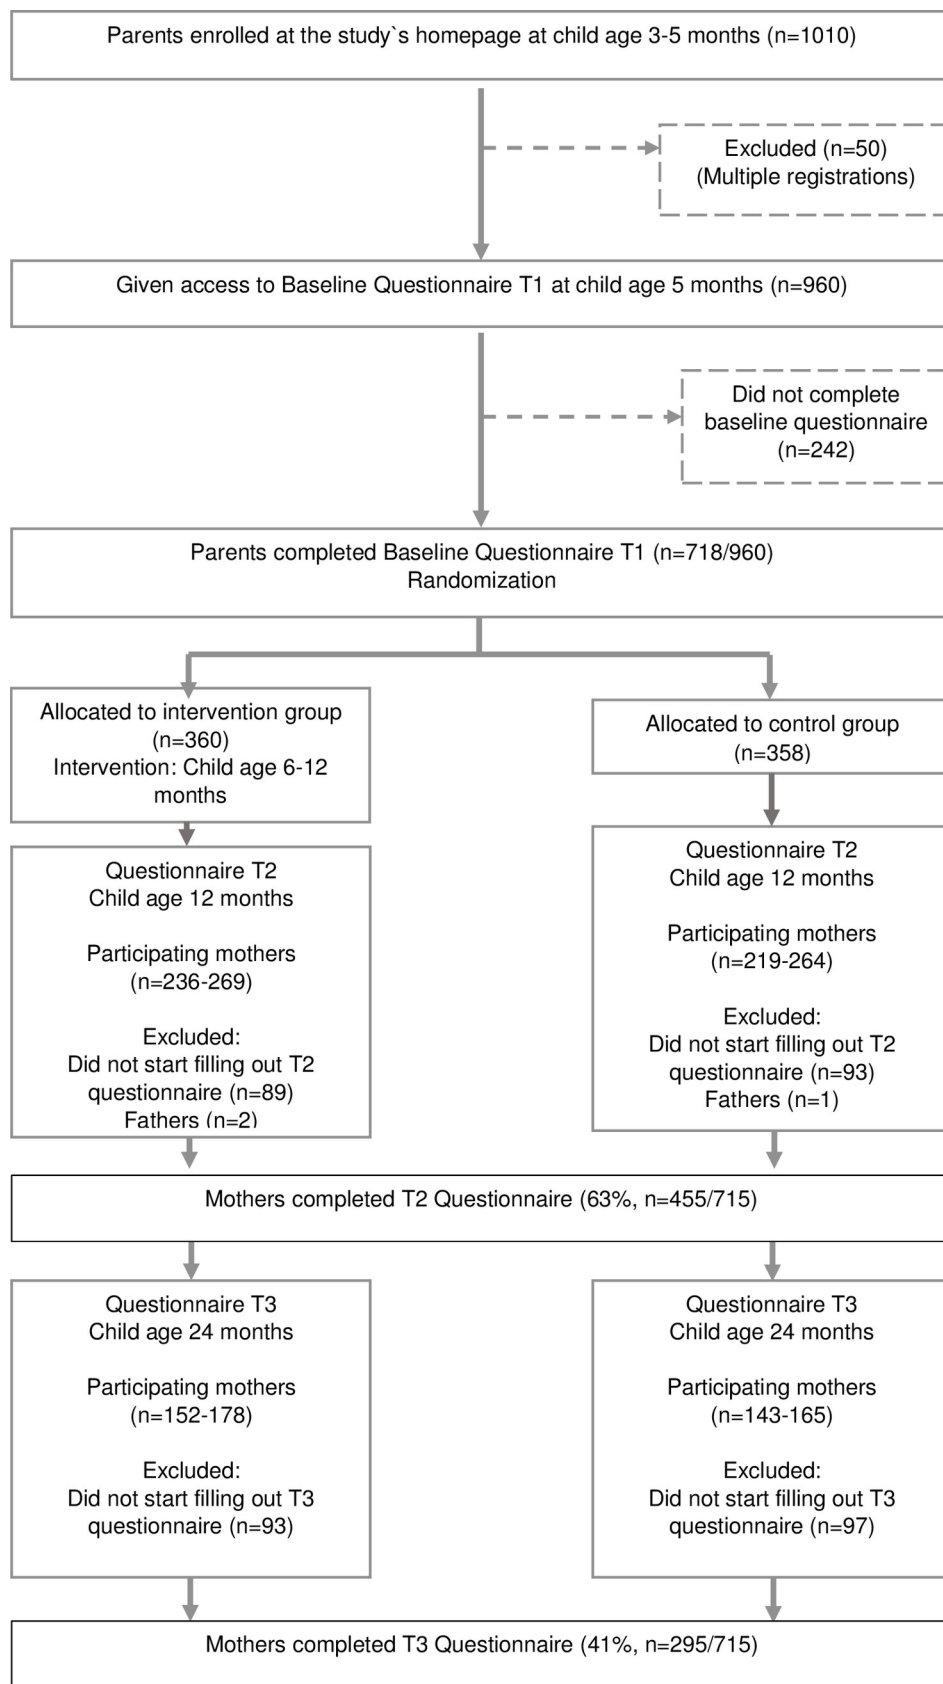 Parents enrolled at the study`s homepage at child age 3-5 months (n=1010)
Excluded (n=50)
(Multiple registrations)
Given access to Baseline Questionnaire T1 at child age 5 months (n=960)
Did not complete
baseline questionnaire
(n=242)
Parents completed Baseline Questionnaire T1 (n=718/960)
Randomization
Allocated to intervention group
(n=360)
Intervention: Child age 6-12
months
Allocated to control group
(n=358)
Questionnaire T2
Child age 12 months
Participating mothers
(n=236-269)
Excluded:
Did not start filling out T2
questionnaire (n=89)
Fathers (n=2)
Questionnaire T2
Child age 12 months
Participating mothers
(n=219-264)
Excluded:
Did not start filling out T2
questionnaire (n=93)
Fathers (n=1)
Mothers completed T2 Questionnaire (63%, n=455/715)
Questionnaire T3
Child age 24 months
Participating mothers
(n=152-178)
Excluded:
Did not start filling out T3
questionnaire (n=93)
Questionnaire T3
Child age 24 months
Participating mothers
(n=143-165)
Excluded:
Did not start filling out T3
questionnaire (n=97)
Mothers completed T3 Questionnaire (41%, n=295/715)